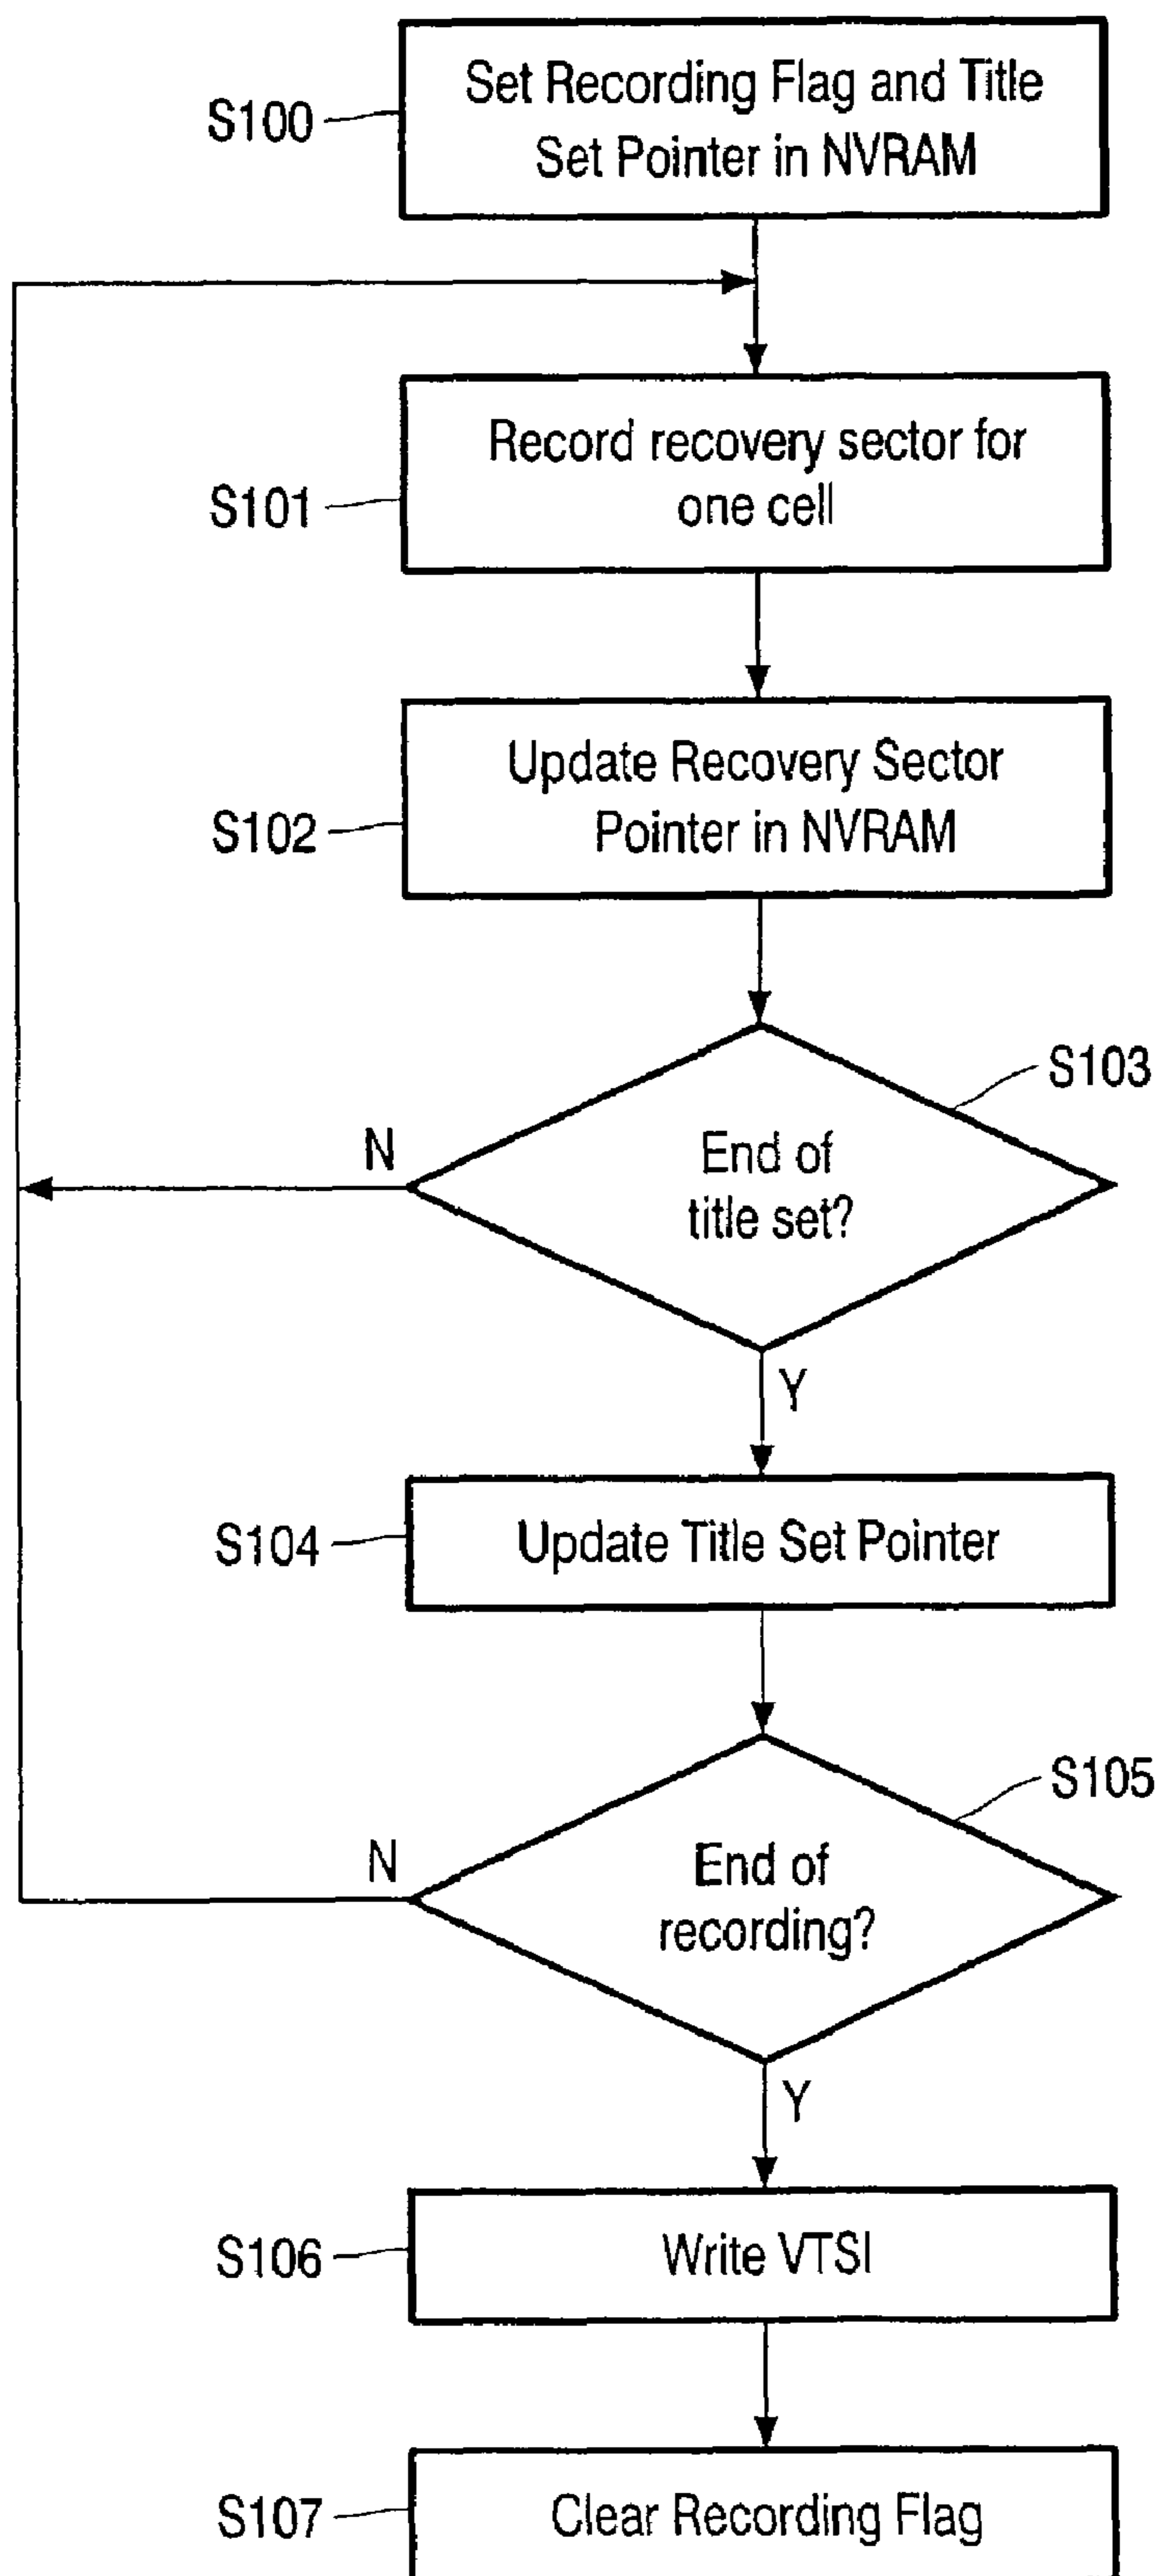 S100
Set Recording Flag and Title
Set Pointer in NVRAM
S101
Record recovery sector for
one cell
S102
Update Recovery Sector
Pointer in NVRAM
S103
End of
title set?
N
Y
S104
Update Title Set Pointer
S105
End of
recording?
N
Y
S106
Write VTSI
S107
Clear Recording Flag